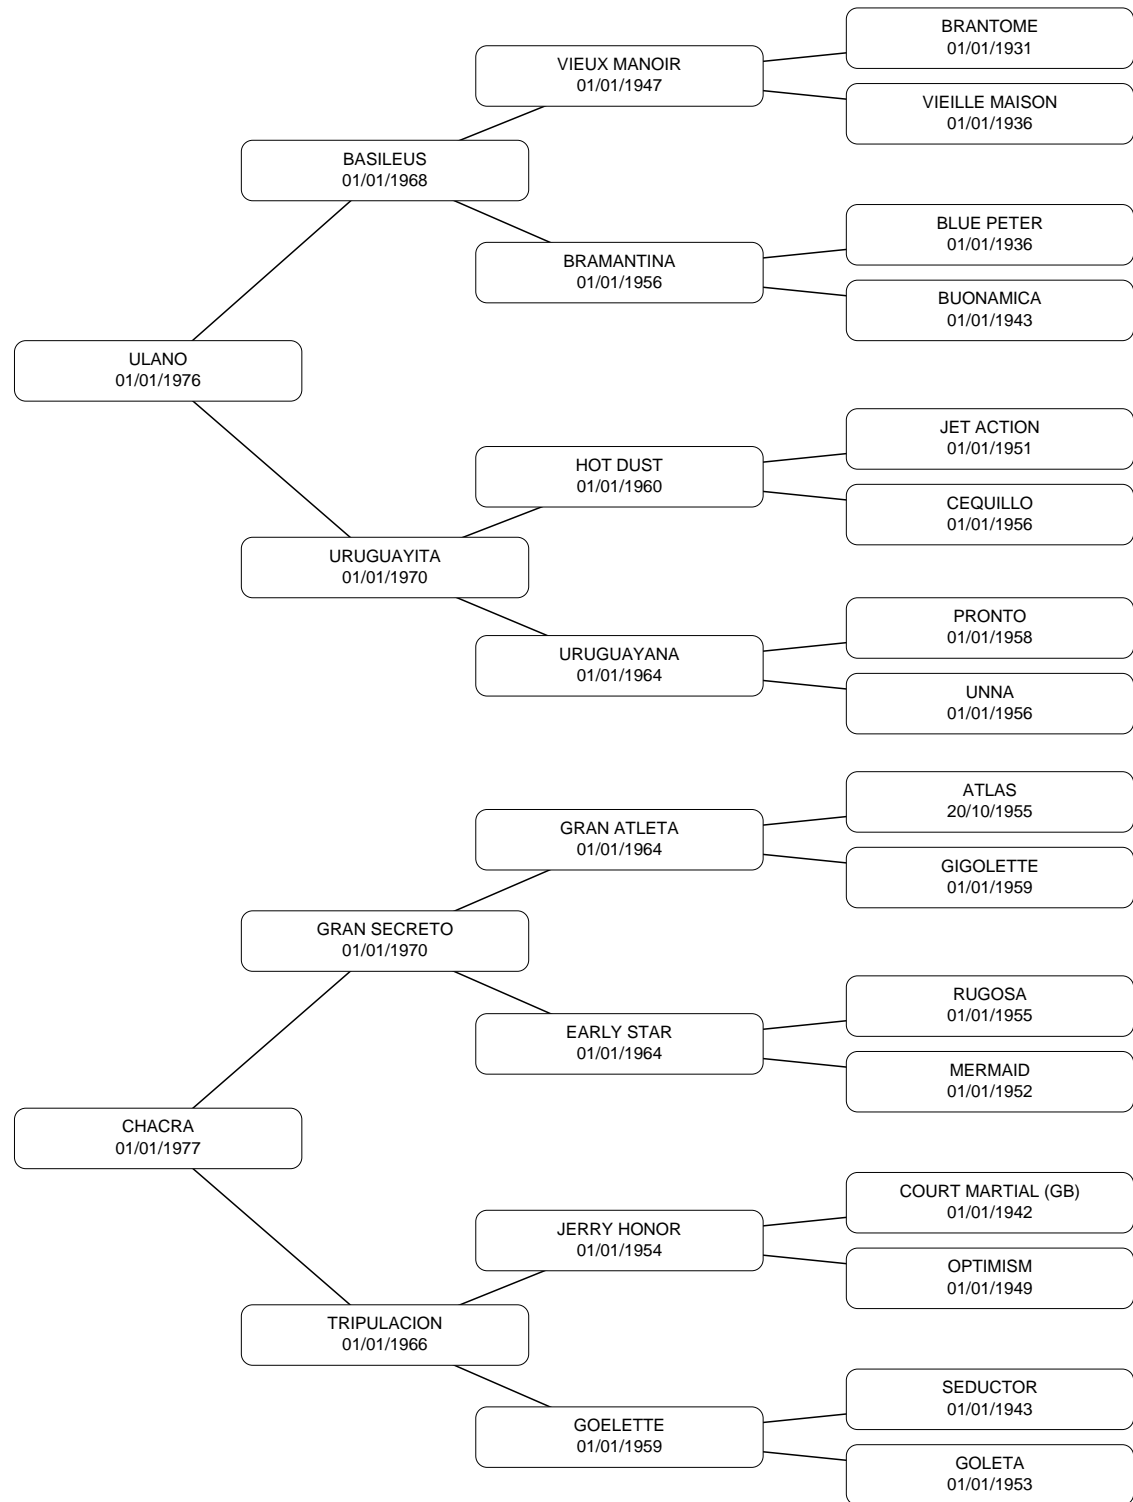 BRANTOME
01/01/1931
VIEUX MANOIR
01/01/1947
VIEILLE MAISON
01/01/1936
BASILEUS
01/01/1968
BLUE PETER
01/01/1936
BRAMANTINA
01/01/1956
BUONAMICA
01/01/1943
ULANO
01/01/1976
JET ACTION
01/01/1951
HOT DUST
01/01/1960
CEQUILLO
01/01/1956
URUGUAYITA
01/01/1970
PRONTO
01/01/1958
URUGUAYANA
01/01/1964
UNNA
01/01/1956
ATLAS
20/10/1955
GRAN ATLETA
01/01/1964
GIGOLETTE
01/01/1959
GRAN SECRETO
01/01/1970
RUGOSA
01/01/1955
EARLY STAR
01/01/1964
MERMAID
01/01/1952
CHACRA
01/01/1977
COURT MARTIAL (GB)
01/01/1942
JERRY HONOR
01/01/1954
OPTIMISM
01/01/1949
TRIPULACION
01/01/1966
SEDUCTOR
01/01/1943
GOELETTE
01/01/1959
GOLETA
01/01/1953